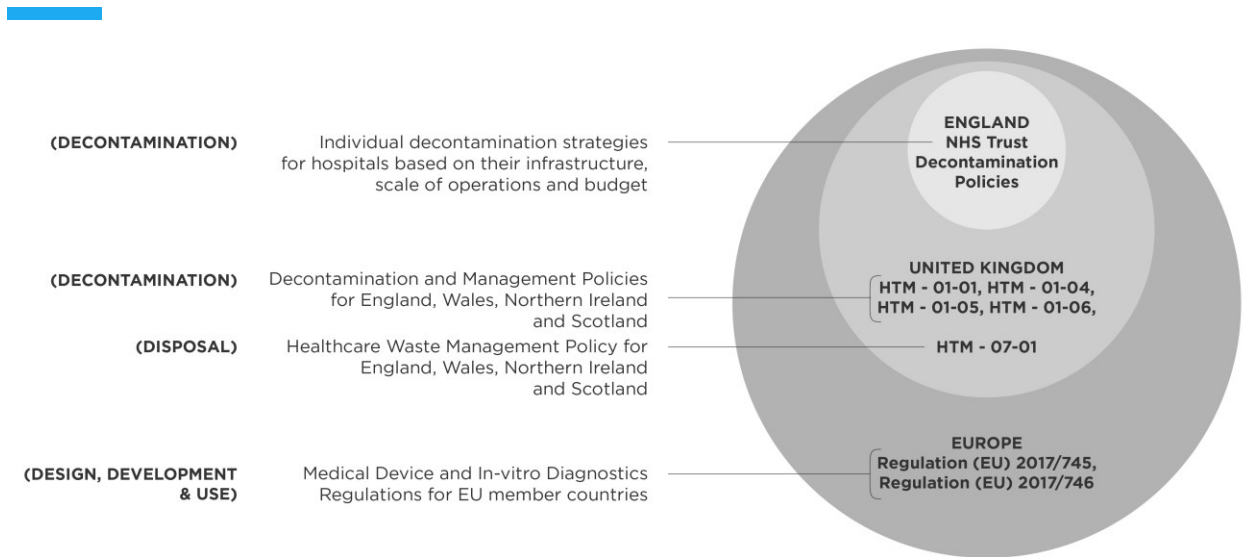 (DECONTAMINATION)
Individual decontamination strategies
for hospitals based on their infrastructure,
scale of operations and budget
ENGLAND
NHS Trust
Decontamination
Policies
(DECONTAMINATION)
Decontamination and Management Policies
for England, Wales, Northern Ireland
and Scotland
UNITED KINGDOM
HTM - 01-01, HTM - 01-04,
HTM - 01-05, HTM - 01-06,
(DISPOSAL)
Healthcare Waste Management Policy for
England, Wales, Northern Ireland
and Scotland
HTM - 07-01
(DESIGN, DEVELOPMENT
& USE)
Medical Device and In-vitro Diagnostics
Regulations for EU member countries
EUROPE
Regulation (EU) 2017/745,
Regulation (EU) 2017/746